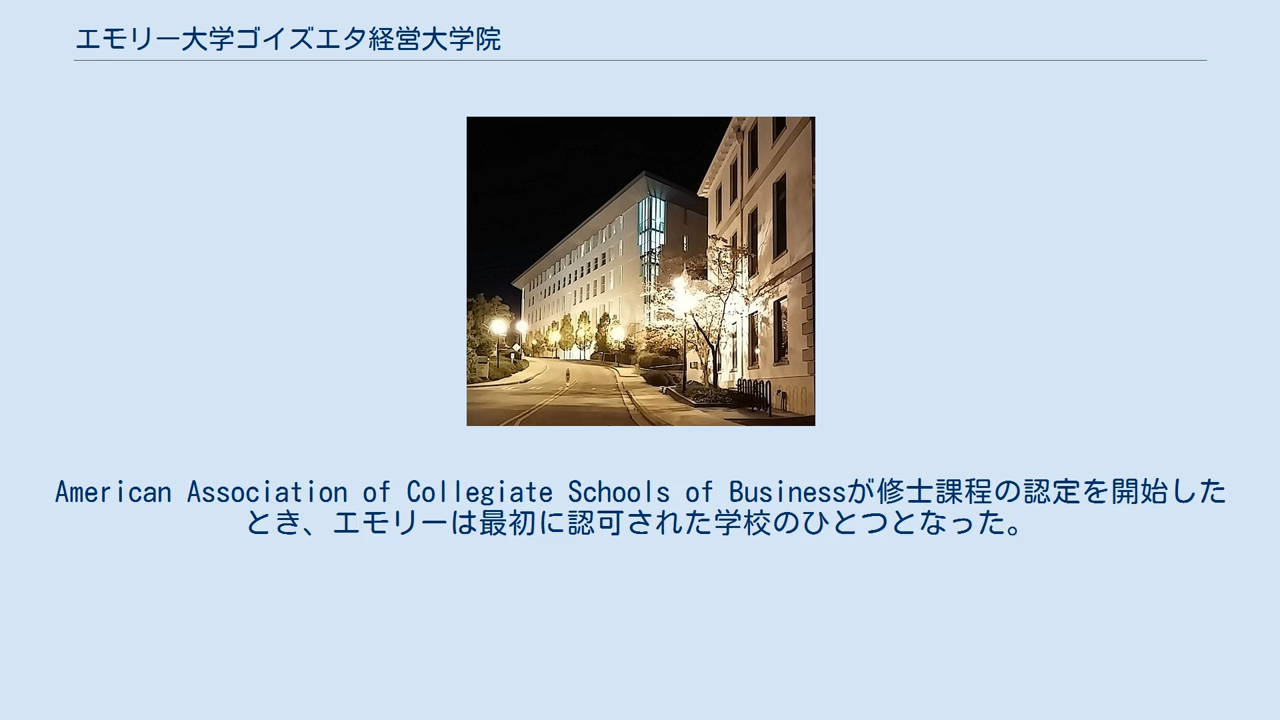 エモリー大学ゴイズエタ経営大学院
American Association of Collegiate Schools of Businessが修士課程の認定を開始した
とき、エモリーは最初に認可された学校のひとつとなった。